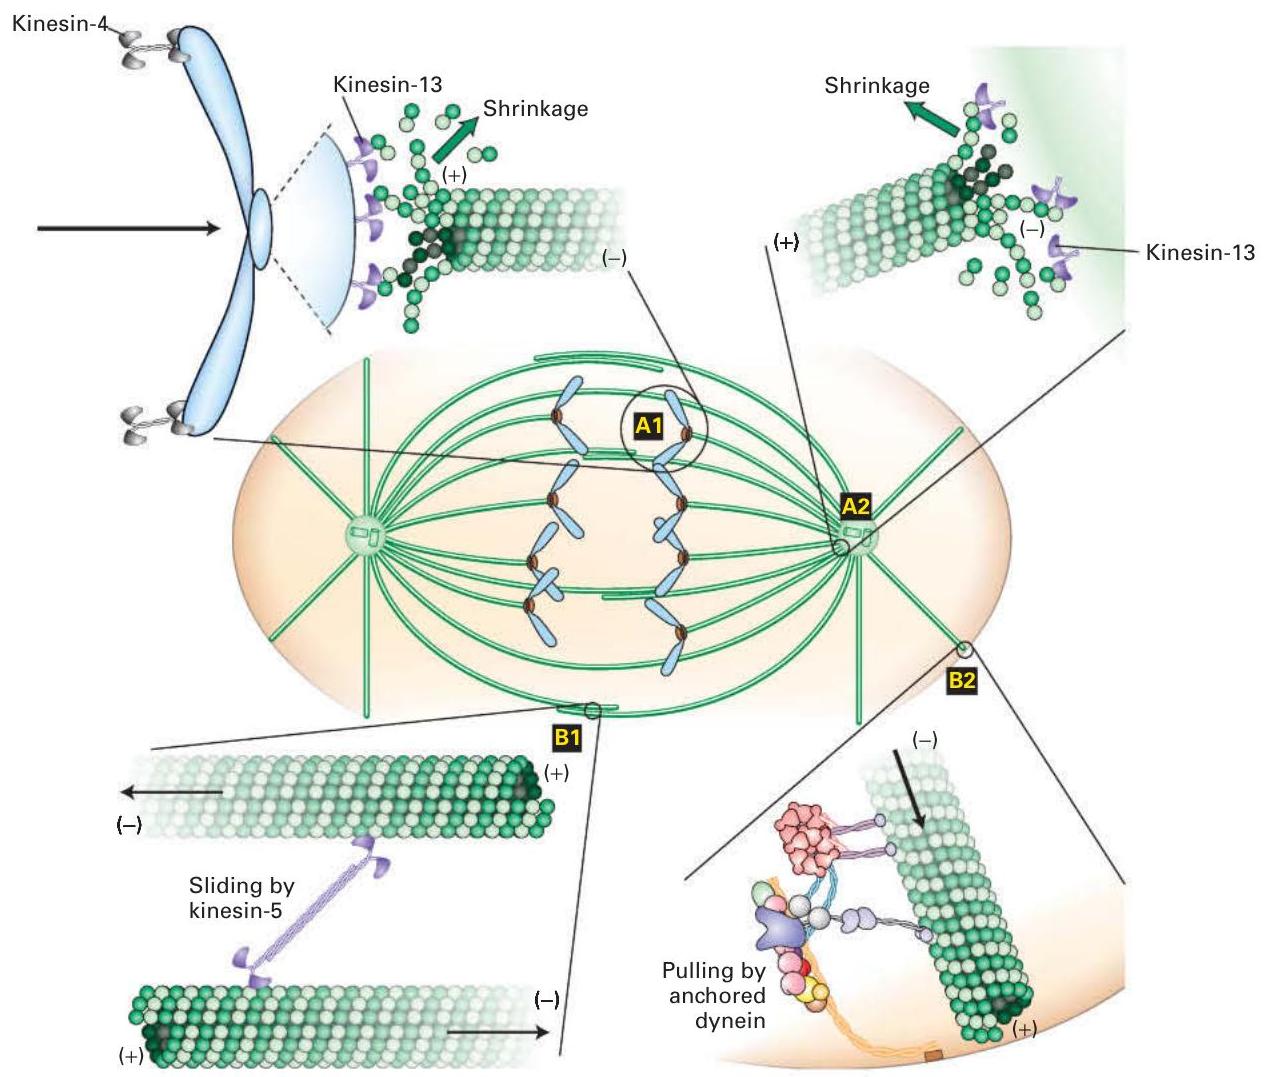 Kinesin-4
Kinesin-13
Shrinkage
(+)
(-)
Shrinkage
(+)
(-)
Kinesin-13
A1
A2
B1
B2
(+)
(-)
Sliding by
kinesin-5
(-)
(+)
(-)
Pulling by
anchored
dynein
(+)